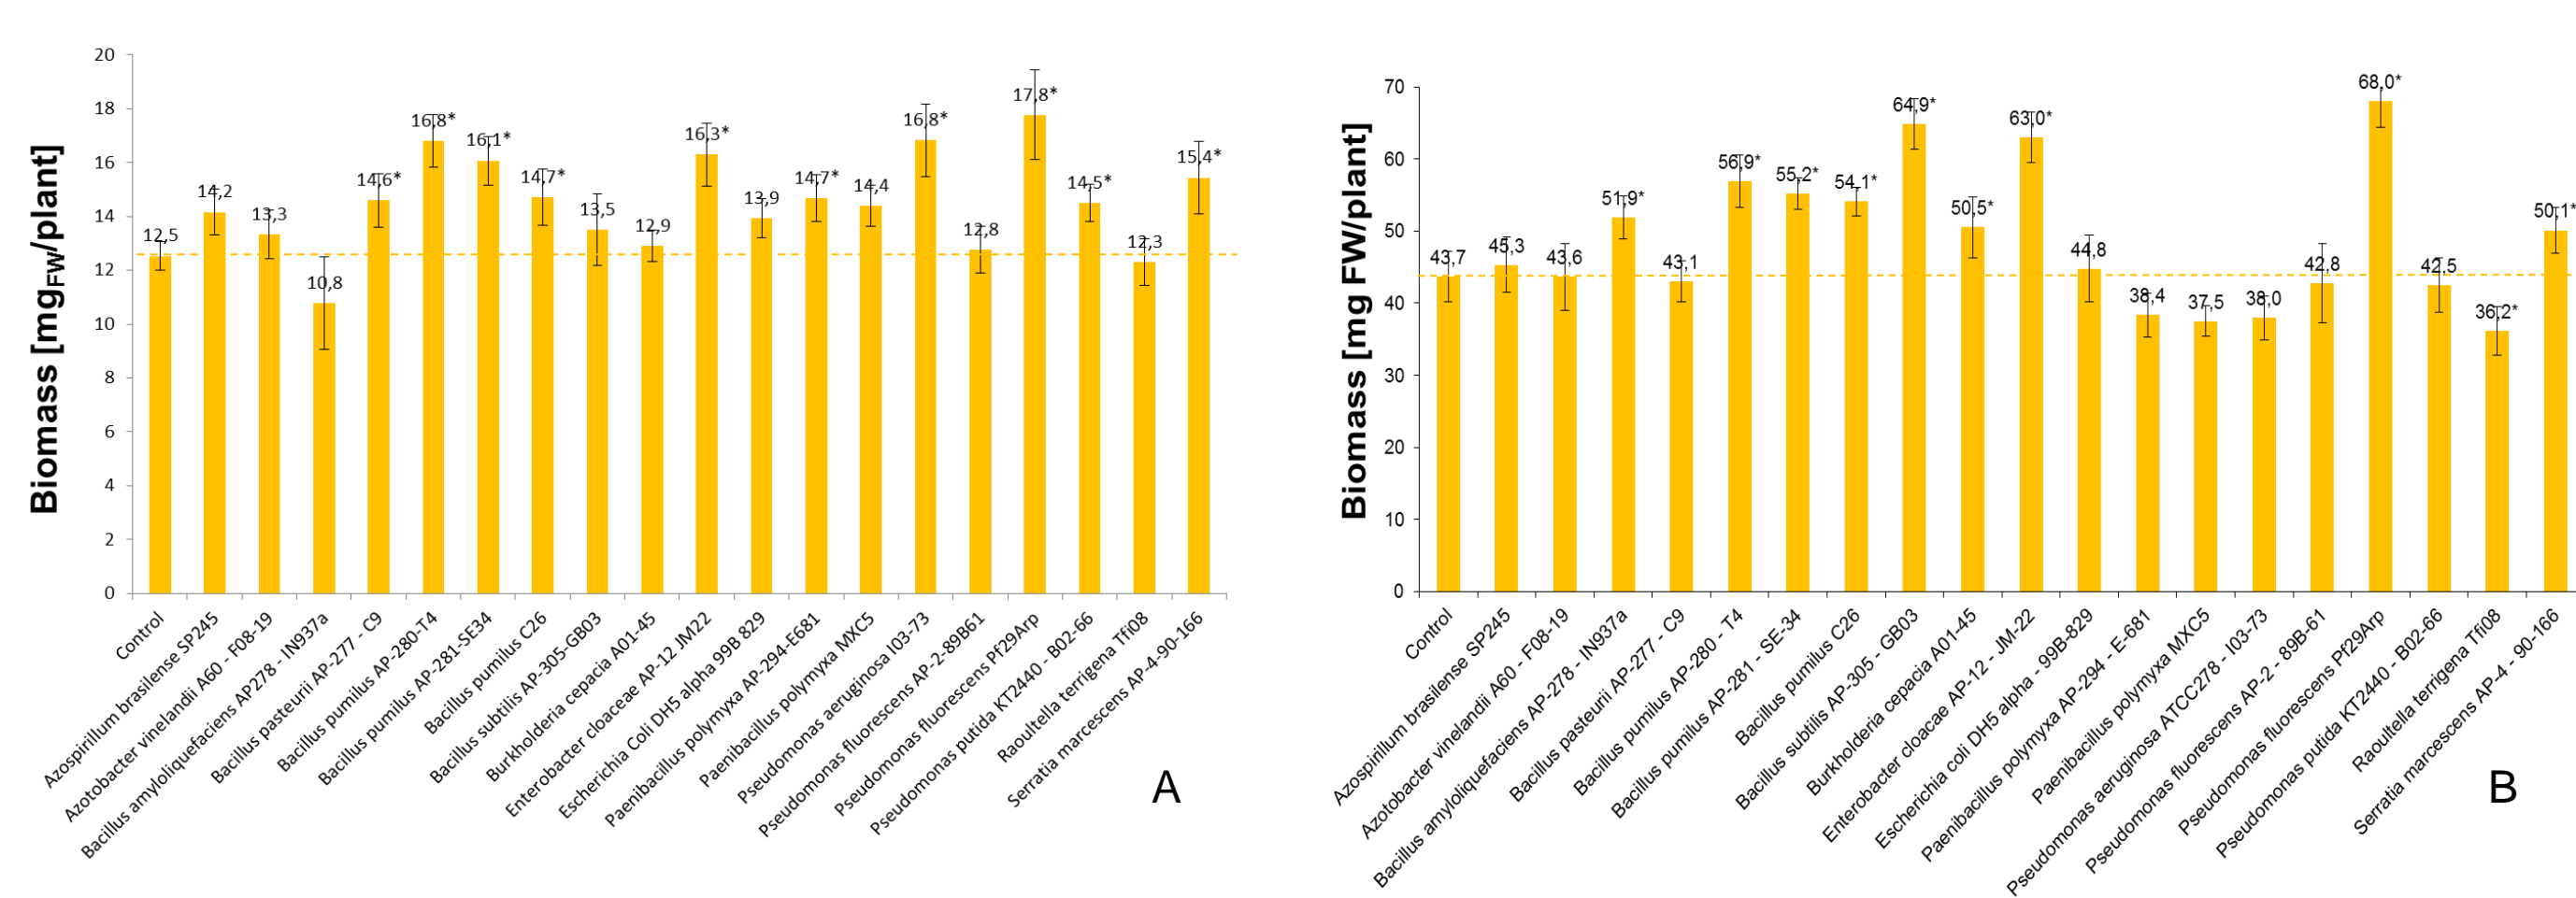 Biomass [mgFW/plant]
20
18
16
14
12
10
8
6
4
2
0
12,5
14,2
13,3
10,8
14,6*
16,8*
16,1*
14,7*
13,5
12,9
16,3*
13,9
14,7*
14,4
16,8*
12,8
17,8*
14,5*
12,3
15,4*
Control
Azospirillum brasilense SP245
Azotobacter vinelandii A60 - F08-19
Bacillus amyloliquefaciens AP278 - IN937a
Bacillus pasteurii AP-277 - C9
Bacillus pumilus AP-280-T4
Bacillus pumilus AP-281-SE34
Bacillus pumilus C26
Bacillus subtilis AP-305-GB03
Burkholderia cepacia A01-45
Enterobacter cloacae AP-12 JM22
Escherichia Coli DH5 alpha 99B 829
Paenibacillus polymyxa AP-294-E681
Paenibacillus polymyxa MXC5
Pseudomonas aeruginosa I03-73
Pseudomonas fluorescens AP-2-89B61
Pseudomonas fluorescens Pf29Arp
Pseudomonas putida KT2440 - B02-66
Raoultella terrigena Tfi08
Serratia marcescens AP-4-90-166
A
Biomass [mg FW/plant]
70
60
50
40
30
20
10
0
43,7
45,3
43,6
51,9*
43,1
56,9*
55,2*
54,1*
64,9*
50,5*
63,0*
44,8
38,4
37,5
38,0
42,8
68,0*
42,5
36,2*
50,1*
Control
Azospirillum brasilense SP245
Azotobacter vinelandii A60 - F08-19
Bacillus amyloliquefaciens AP-278 - IN937a
Bacillus pasteurii AP-277 - C9
Bacillus pumilus AP-280 - T4
Bacillus pumilus AP-281 - SE-34
Bacillus pumilus C26
Bacillus subtilis AP-305 - GB03
Burkholderia cepacia A01-45
Enterobacter cloacae AP-12 - JM-22
Escherichia coli DH5 alpha - 99B-829
Paenibacillus polymyxa AP-294 - E-681
Paenibacillus polymyxa MXC5
Pseudomonas aeruginosa ATCC278 - I03-73
Pseudomonas fluorescens AP-2 - 89B-61
Pseudomonas fluorescens Pf29Arp
Pseudomonas putida KT2440 - B02-66
Raoultella terrigena Tfi08
Serratia marcescens AP-4 - 90-166
B